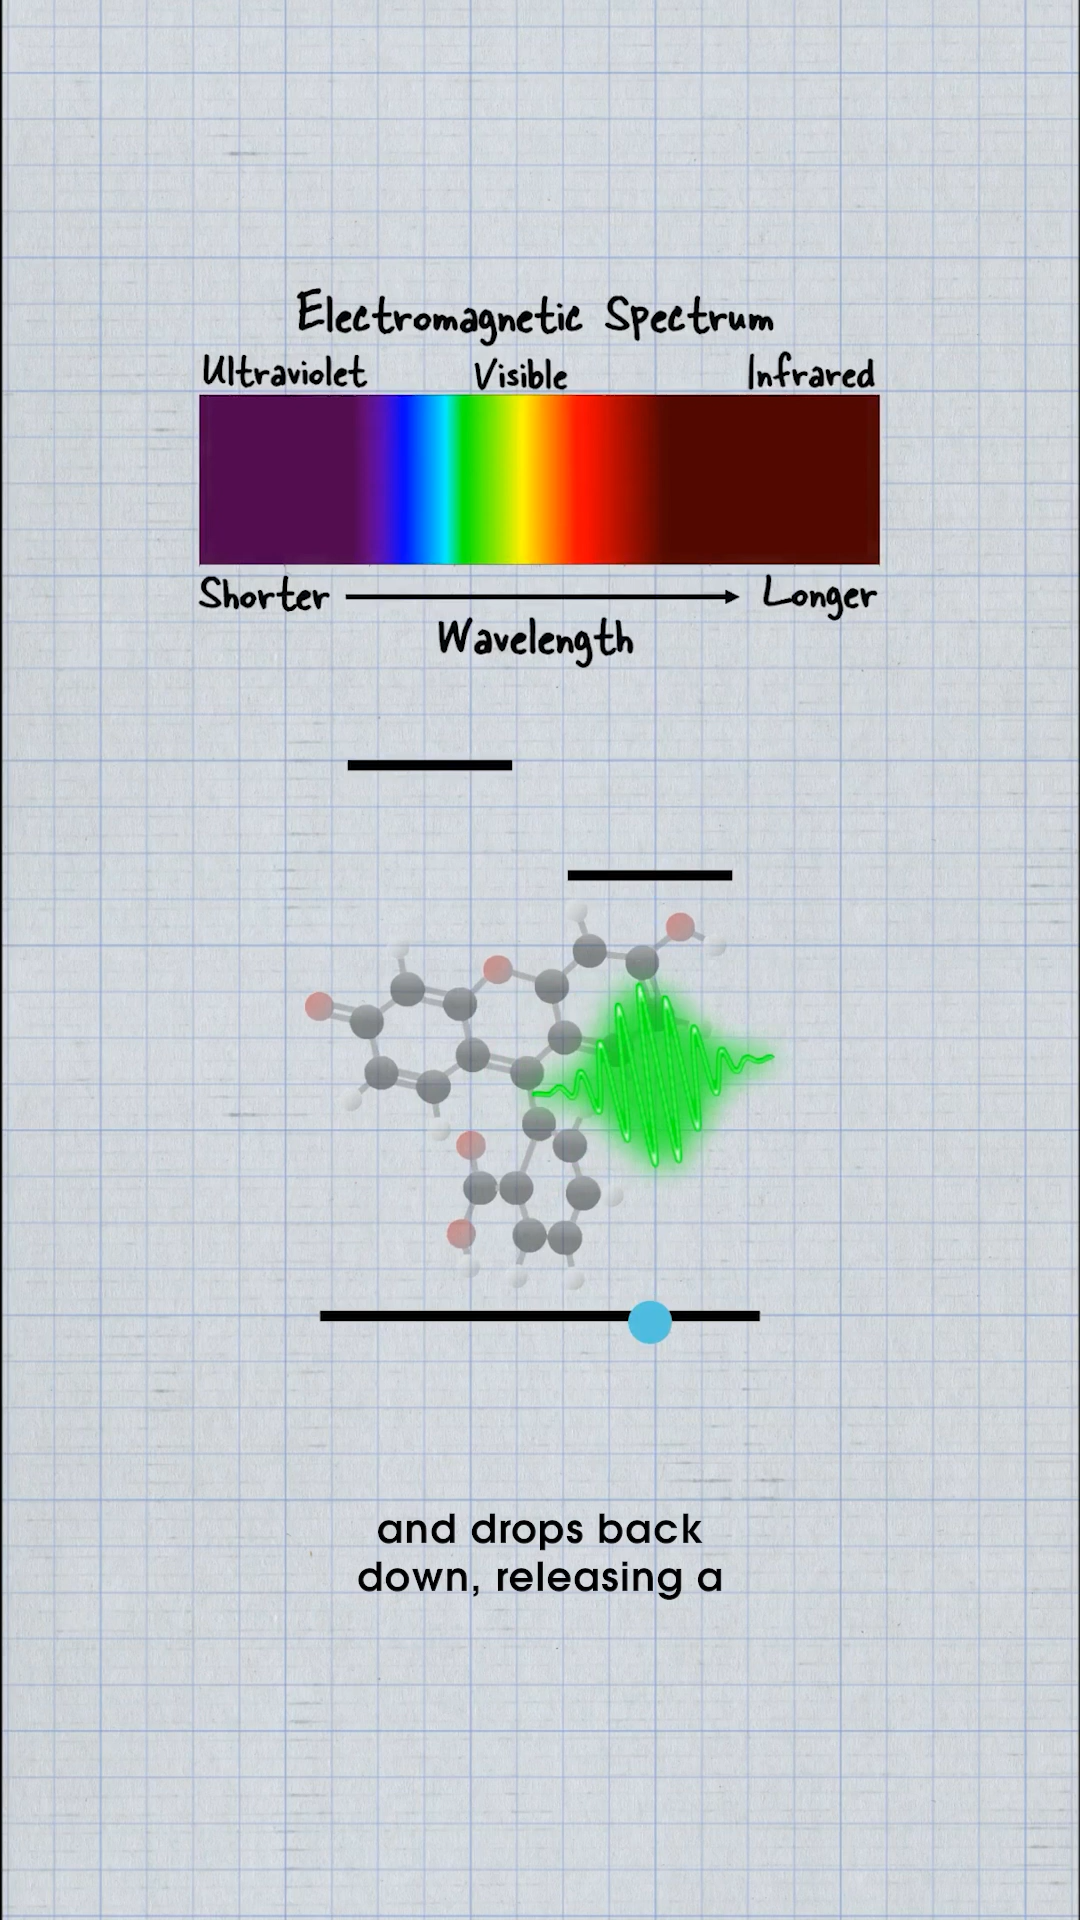 Electromagnetic Spectrum
Ultraviolet Visible Infrared
Shorter Longer
Wavelength
and drops back
down, releasing a